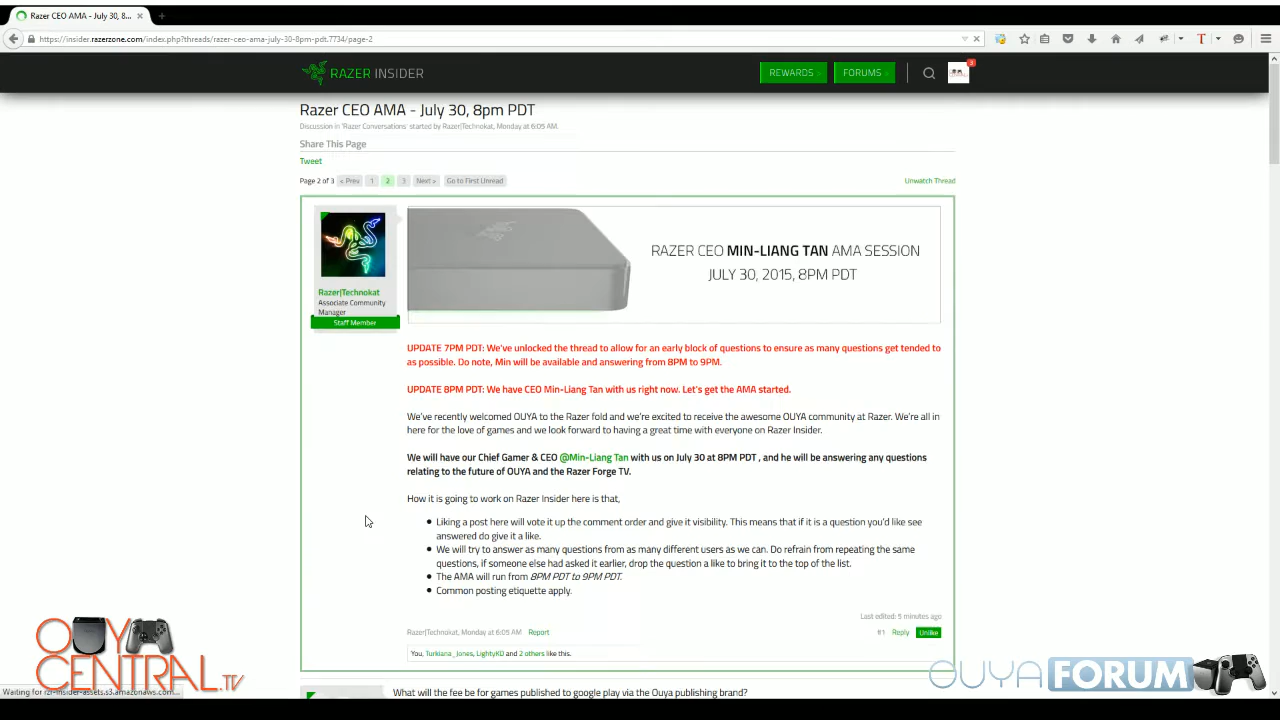 Razer CEO AMA - July 30, 8pm PDT...
https://insider.razerzone.com/index.php?threads/razer-ceo-ama-july-30-8pm-pdt.7734/page-2
RAZER INSIDER
REWARDS
FORUMS
3
Razer CEO AMA - July 30, 8pm PDT
Discussion in 'Razer Conversations' started by Razer|Technokat, Monday at 6:05 AM.
Share This Page
Tweet
Page 2 of 3 < Prev 1 2 3 Next > Go to First Unread
Unwatch Thread
RAZER CEO MIN-LIANG TAN AMA SESSION
JULY 30, 2015, 8PM PDT
Razer|Technokat
Associate Community
Manager
Staff Member
UPDATE 7PM PDT: We've unlocked the thread to allow for an early block of questions to ensure as many questions get tended to
as possible. Do note, Min will be available and answering from 8PM to 9PM.
UPDATE 8PM PDT: We have CEO Min-Liang Tan with us right now. Let's get the AMA started.
We've recently welcomed OUYA to the Razer fold and we're excited to receive the awesome OUYA community at Razer. We're all in
here for the love of games and we look forward to having a great time with everyone on Razer Insider.
We will have our Chief Gamer & CEO @Min-Liang Tan with us on July 30 at 8PM PDT , and he will be answering any questions
relating to the future of OUYA and the Razer Forge TV.
How it is going to work on Razer Insider here is that,
Liking a post here will vote it up the comment order and give it visibility. This means that if it is a question you'd like see
answered do give it a like.
We will try to answer as many questions from as many different users as we can. Do refrain from repeating the same
questions, if someone else had asked it earlier, drop the question a like to bring it to the top of the list.
The AMA will run from 8PM PDT to 9PM PDT.
Common posting etiquette apply.
Last edited: 5 minutes ago
Razer|Technokat, Monday at 6:05 AM Report
#1 Reply Unlike
You, Turkiana_Jones, LightyKD and 2 others like this.
What will the fee be for games published to google play via the Ouya publishing brand?
OUYA
CENTRAL.TV
Waiting for rzr-insider-assets.s3.amazonaws.com...
OUYAFORUM